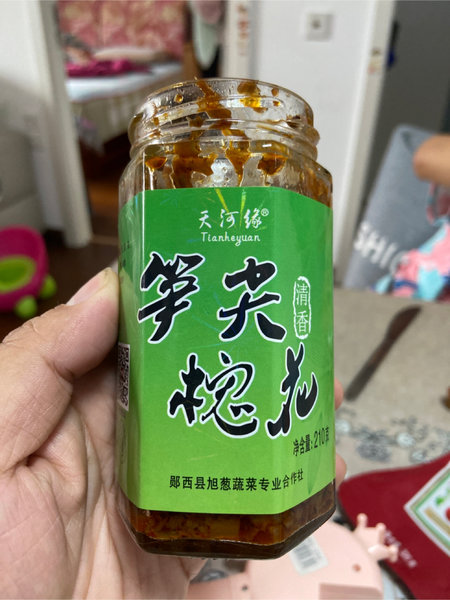 天河缘®
Tianheyuan
笋尖
清香
槐花
净含量:210克
郧西县旭葱蔬菜专业合作社